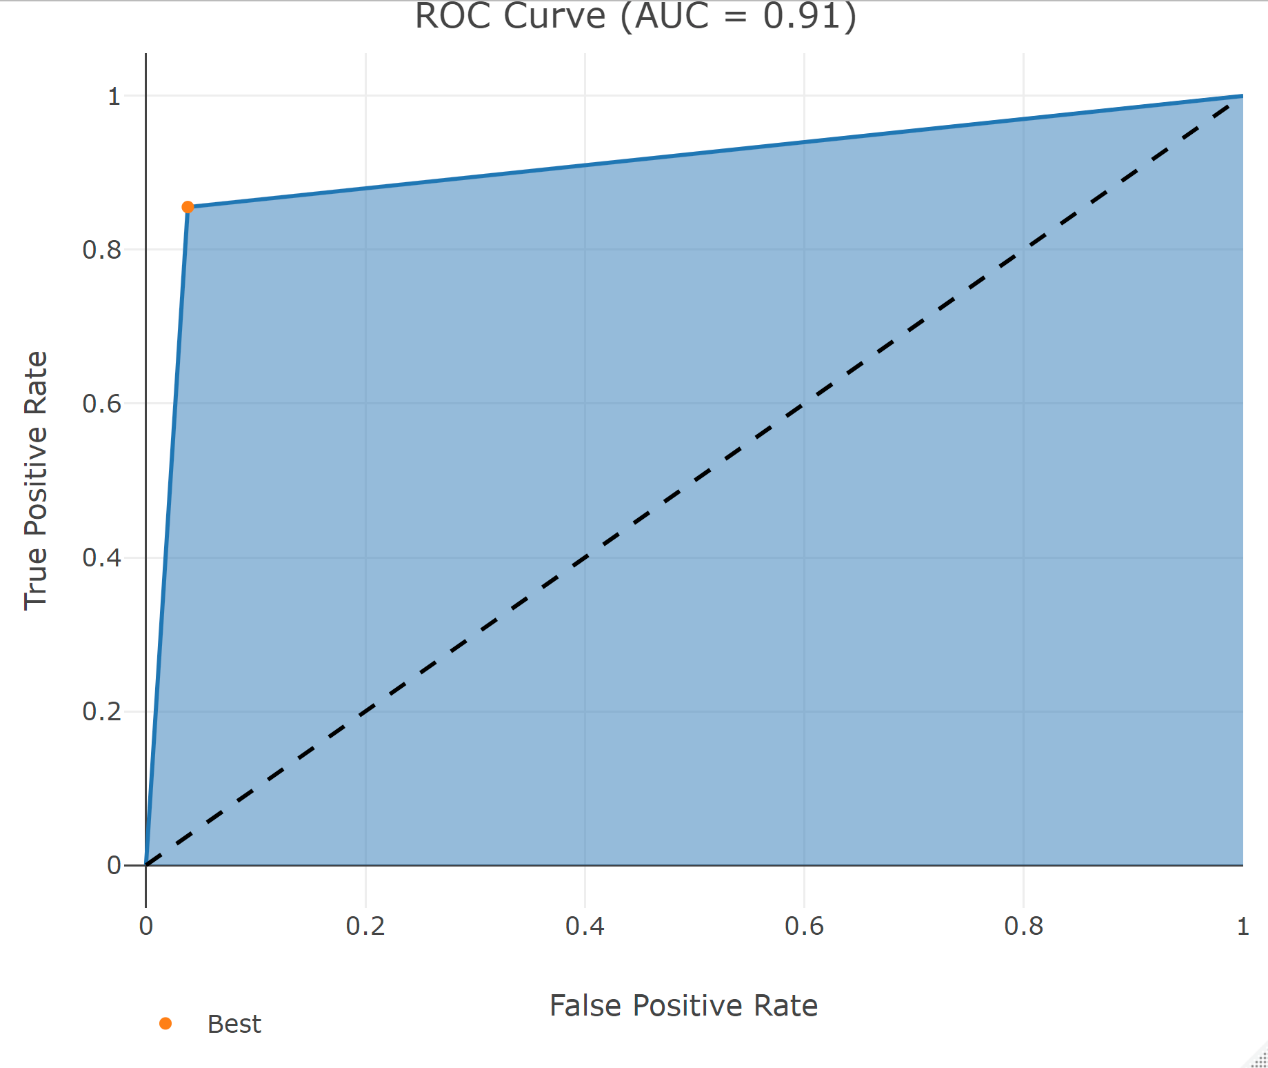 ROC Curve (AUC = 0.91)
1
0.8
0.6
0.4
0.2
0
True Positive Rate
0 0.2 0.4 0.6 0.8 1
False Positive Rate
Best